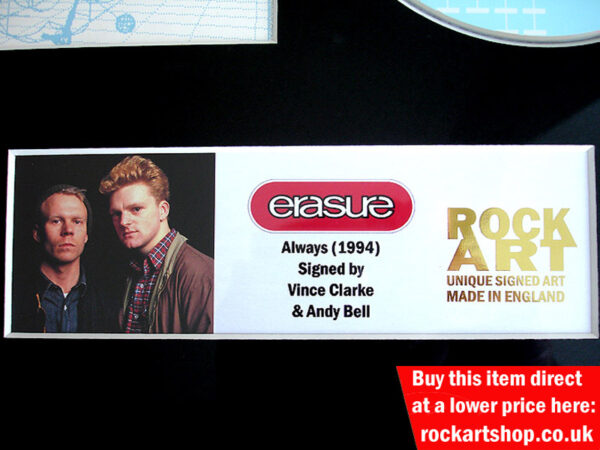 erasure
Always (1994)
Signed by
Vince Clarke
& Andy Bell
ROCK
ART
UNIQUE SIGNED ART
MADE IN ENGLAND
Buy this item direct
at a lower price here:
rockartshop.co.uk